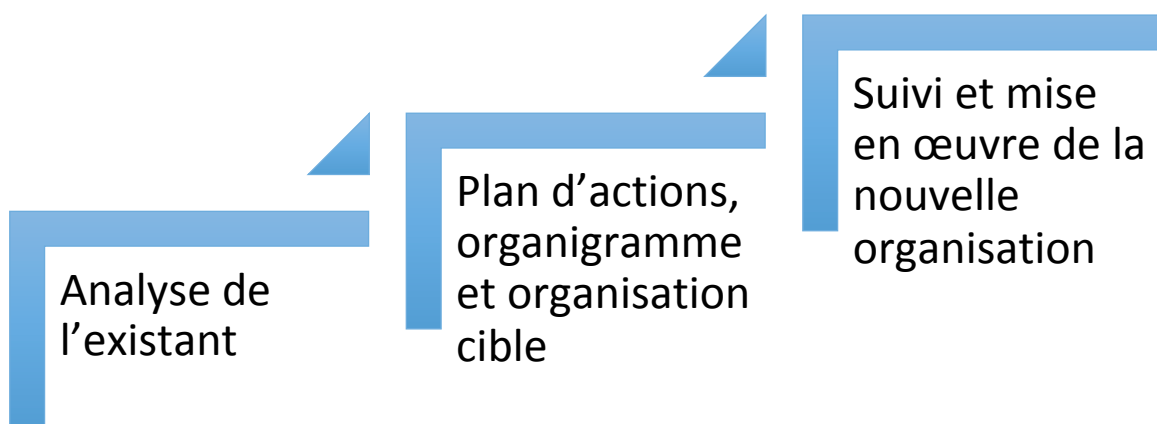 Analyse de
l’existant
Plan d’actions,
organigramme
et organisation
cible
Suivi et mise
en œuvre de la
nouvelle
organisation